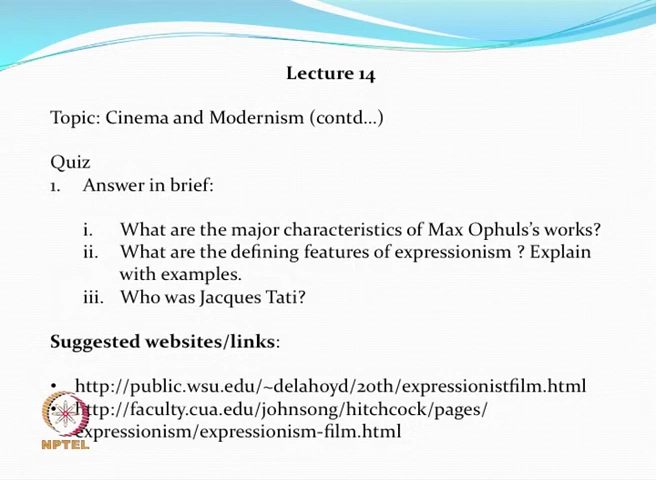 Lecture 14
Topic: Cinema and Modernism (contd...)
Quiz
1. Answer in brief:
i. What are the major characteristics of Max Ophuls's works?
ii. What are the defining features of expressionism ? Explain
with examples.
iii. Who was Jacques Tati?
Suggested websites/links:
• http://public.wsu.edu/~delahoyd/20th/expressionistfilm.html
• http://faculty.cua.edu/johnsong/hitchcock/pages/
expressionism/expressionism-film.html
NPTEL